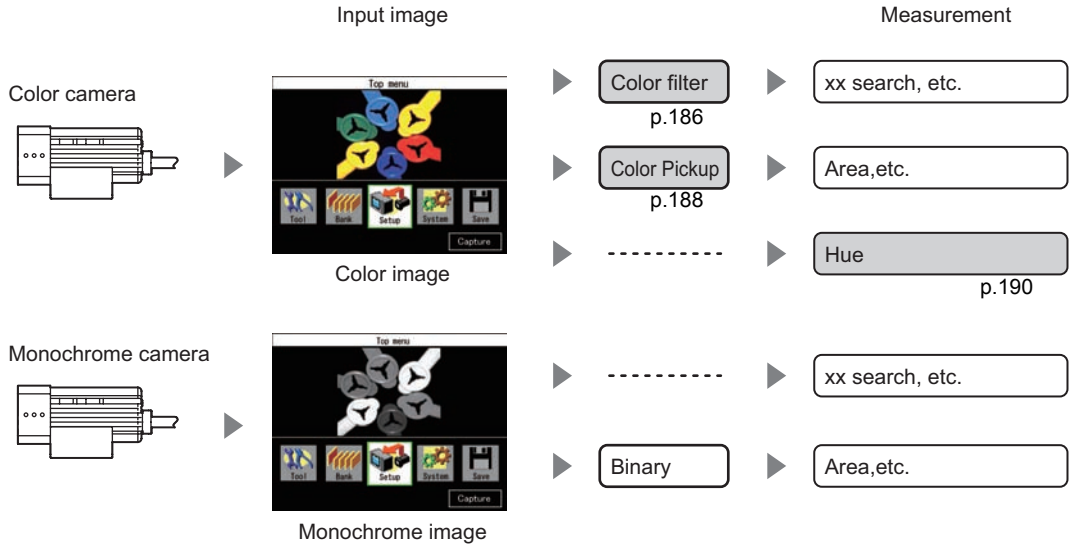 Input image
Measurement
Color camera
Top menu
Tool Bank Setup System Save
Capture
Color image
Color filter
p.186
xx search, etc.
Color Pickup
p.188
Area,etc.
Hue
p.190
Monochrome camera
Top menu
Tool Bank Setup System Save
Capture
Monochrome image
xx search, etc.
Binary
Area,etc.